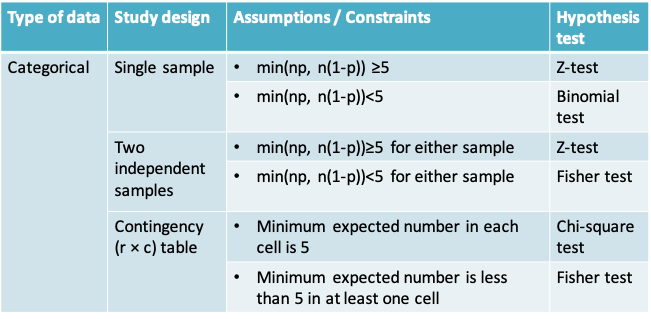 Type of data Study design Assumptions / Constraints Hypothesis
test
Categorical Single sample • min(np, n(1-p)) ≥5 Z-test
• min(np, n(1-p))<5 Binomial
test
Two
independent
samples
• min(np, n(1-p))≥5 for either sample Z-test
• min(np, n(1-p))<5 for either sample Fisher test
Contingency
(r × c) table
• Minimum expected number in each
cell is 5
Chi-square
test
• Minimum expected number is less
than 5 in at least one cell
Fisher test